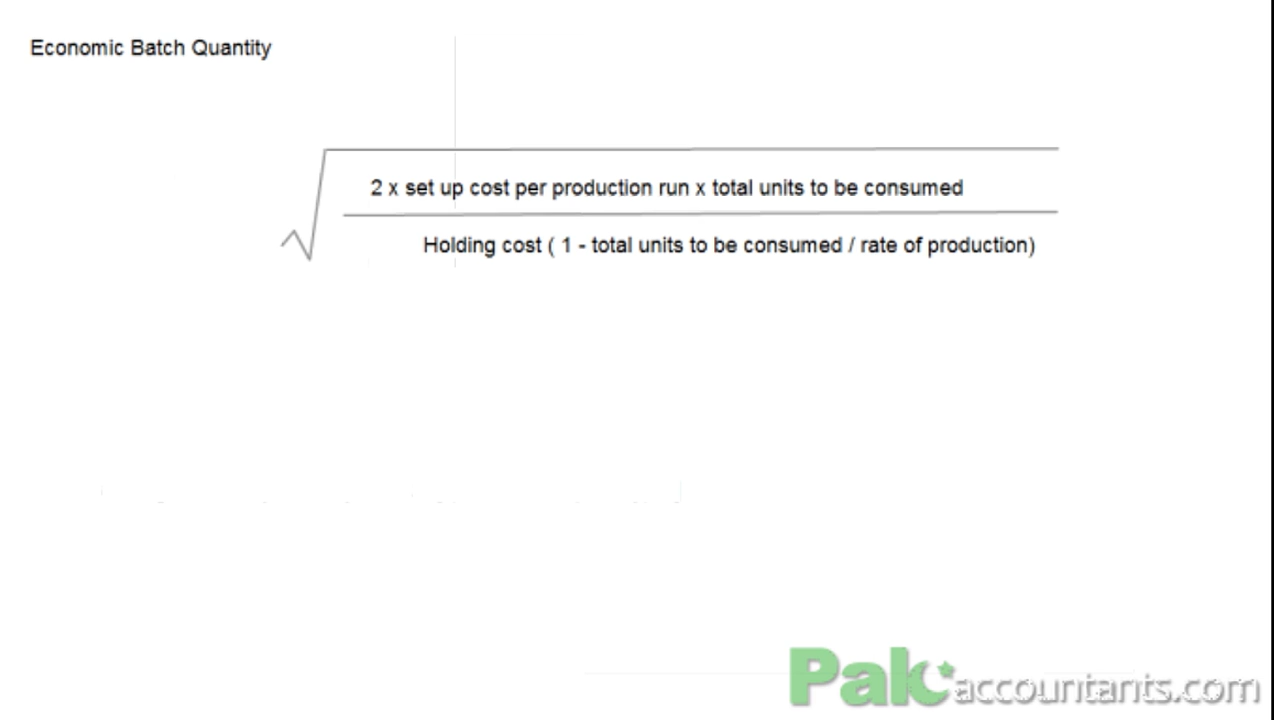 Economic Batch Quantity
2 x set up cost per production run x total units to be consumed
Holding cost ( 1 - total units to be consumed / rate of production)
Pakaccountants.com